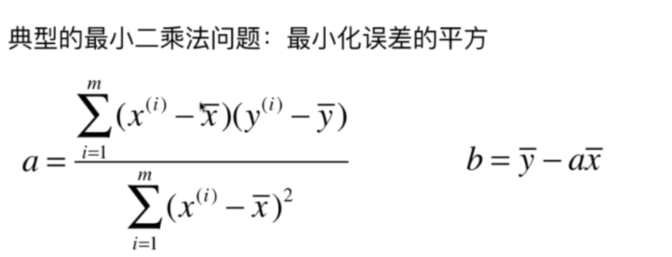 典型的最小二乘法问题：最小化误差的平方
a = \frac{\sum_{i=1}^{m} (x^{(i)} - \overline{x})(y^{(i)} - \overline{y})}{\sum_{i=1}^{m} (x^{(i)} - \overline{x})^2}
b = \overline{y} - a\overline{x}